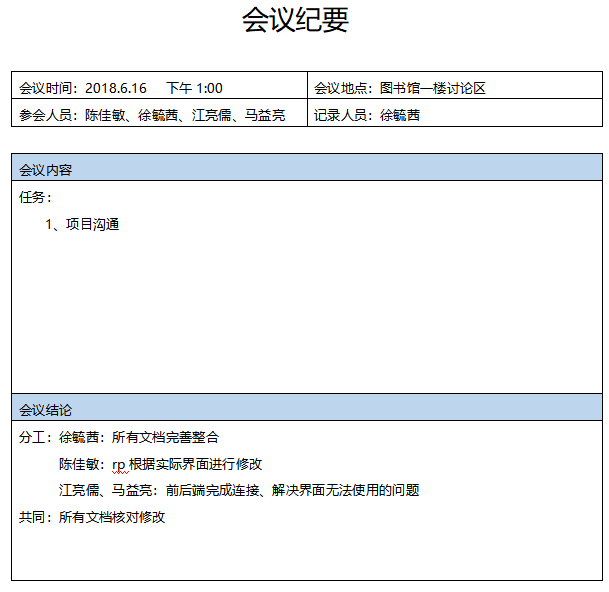 会议纪要
会议时间：2018.6.16 下午 1:00 会议地点：图书馆一楼讨论区
参会人员：陈佳敏、徐毓茜、江亮儒、马益亮 记录人员：徐毓茜
会议内容
任务：
1、项目沟通
会议结论
分工：徐毓茜：所有文档完善整合
陈佳敏：rp 根据实际界面进行修改
江亮儒、马益亮：前后端完成连接、解决界面无法使用的问题
共同：所有文档核对修改